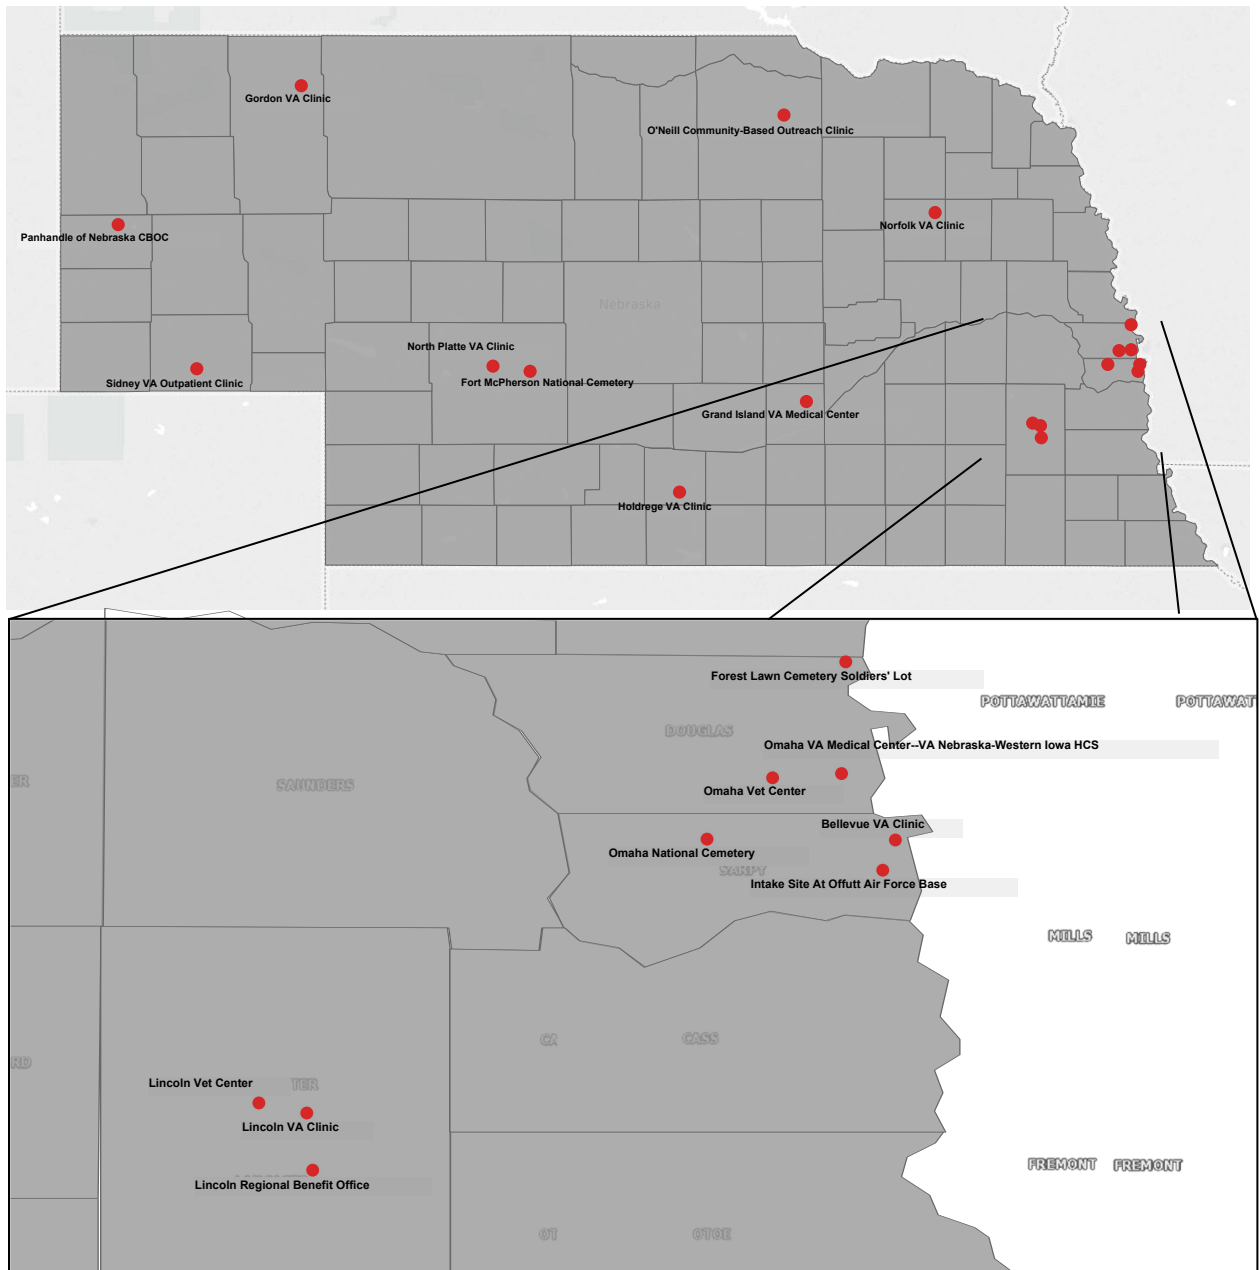 Gordon VA Clinic
O'Neill Community-Based Outreach Clinic
Norfolk VA Clinic
Panhandle of Nebraska CBOC
Nebraska
North Platte VA Clinic
Sidney VA Outpatient Clinic
Fort McPherson National Cemetery
Grand Island VA Medical Center
Holdrege VA Clinic
Forest Lawn Cemetery Soldiers' Lot
POTTAWATTAMIE
POTTAWAT
DOUGLAS
Omaha VA Medical Center--VA Nebraska-Western Iowa HCS
ER
SAUNDERS
Omaha Vet Center
Bellevue VA Clinic
Omaha National Cemetery
SARPY
Intake Site At Offutt Air Force Base
MILLS
MILLS
CA
CASS
RD
Lincoln Vet Center
TER
Lincoln VA Clinic
FREMONT
FREMONT
Lincoln Regional Benefit Office
OT
OTOE